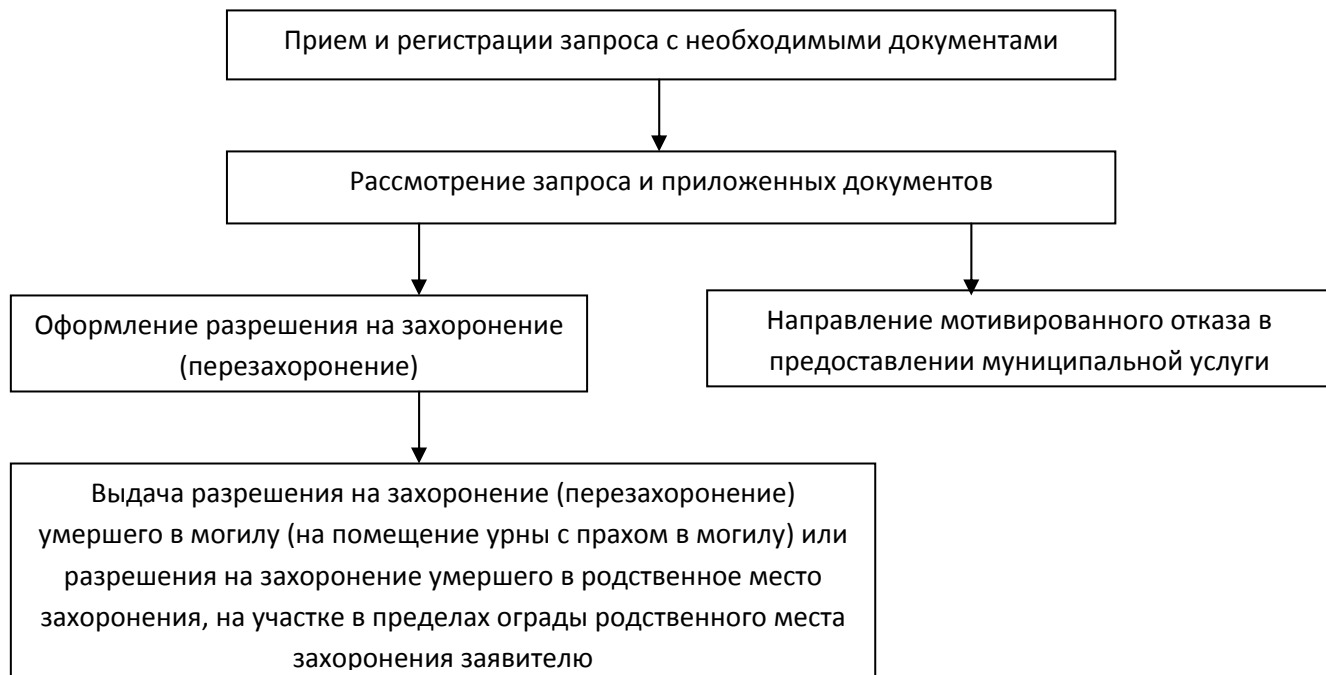 Прием и регистрации запроса с необходимыми документами
Рассмотрение запроса и приложенных документов
Оформление разрешения на захоронение
(перезахоронение)
Направление мотивированного отказа в
предоставлении муниципальной услуги
Выдача разрешения на захоронение (перезахоронение)
умершего в могилу (на помещение урны с прахом в могилу) или
разрешения на захоронение умершего в родственное место
захоронения, на участке в пределах ограды родственного места
захоронения заявителю